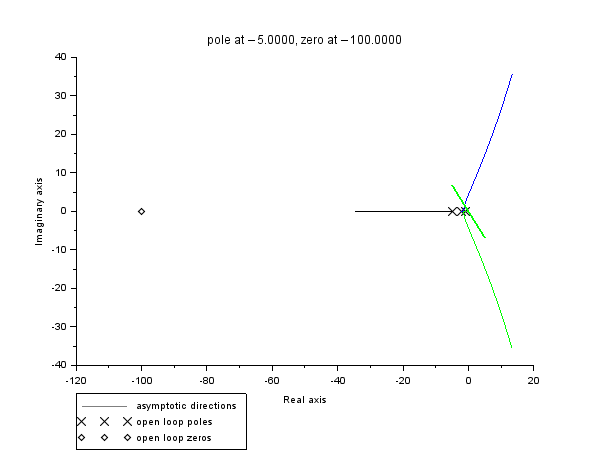 pole at −5.0000, zero at −100.0000
40
30
20
10
0
-10
-20
-30
-40
Imaginary axis
-120 -100 -80 -60 -40 -20 0 20
Real axis
asymptotic directions
open loop poles
open loop zeros